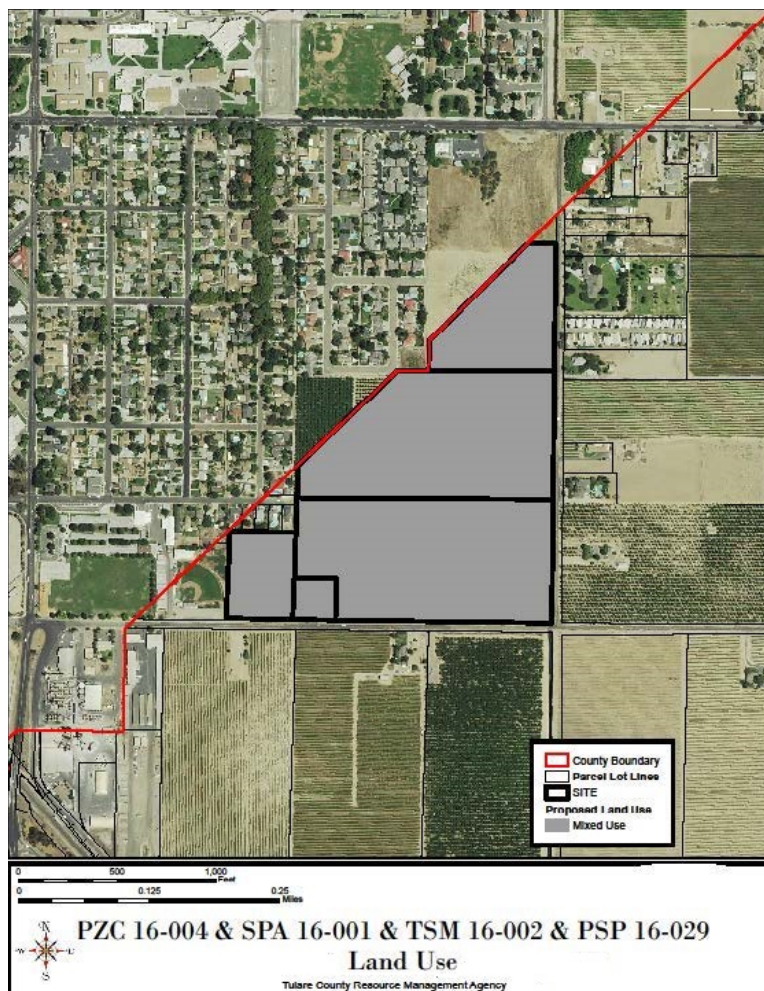 County Boundary
Parcel Lot Lines
SITE
Proposed Land Use
Mixed Use
0 500 1,000
Feet
0 0.125 0.25
Miles
N
W
S
PZC 16-004 & SPA 16-001 & TSM 16-002 & PSP 16-029
Land Use
Tulare County Resource Management Agency